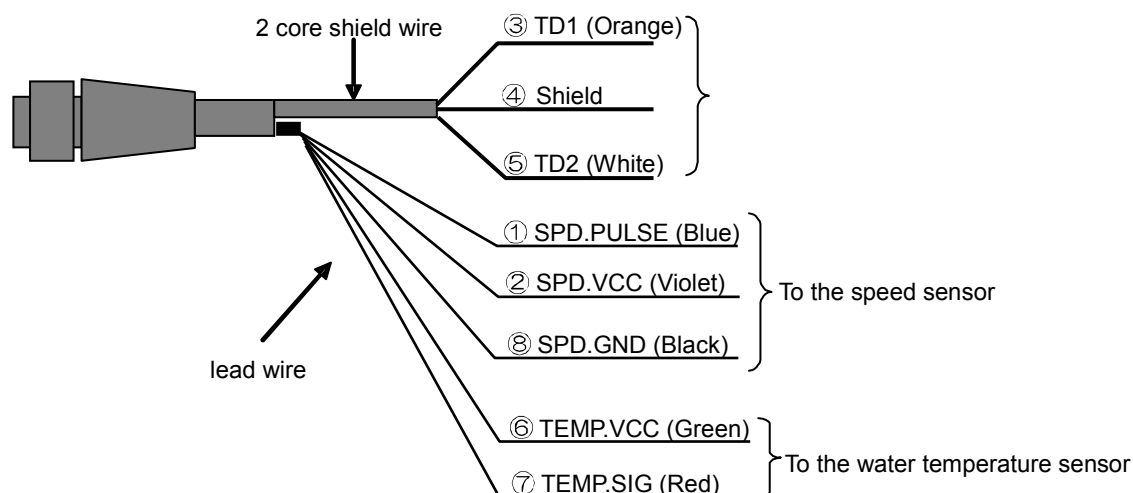 2 core shield wire
③ TD1 (Orange)
④ Shield
⑤ TD2 (White)
① SPD.PULSE (Blue)
② SPD.VCC (Violet)
To the speed sensor
⑧ SPD.GND (Black)
lead wire
⑥ TEMP.VCC (Green)
To the water temperature sensor
⑦ TEMP.SIG (Red)